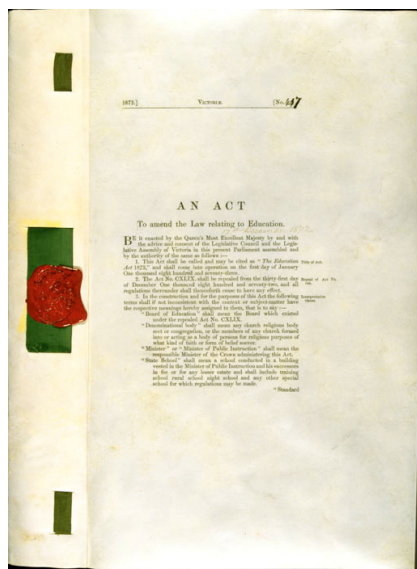 1872.] VICTORIÆ. [No. 447
AN ACT
To amend the Law relating to Education.
BE it enacted by the Queen's Most Excellent Majesty by and with
the advice and consent of the Legislative Council and the Legis-
lative Assembly of Victoria in this present Parliament assembled and
by the authority of the same as follows:—
1. This Act shall be called and may be cited as "The Education Title of Act.
Act 1872," and shall come into operation on the first day of January
One thousand eight hundred and seventy-three.
2. The Act No. CXLIX. shall be repealed from the thirty-first day Repeal of Act No.
of December One thousand eight hundred and seventy-two, and all
regulations thereunder shall thenceforth cease to have any effect.
3. In the construction and for the purposes of this Act the following Interpretation
terms shall if not inconsistent with the context or subject-matter have
the respective meanings hereby assigned to them, that is to say:—
"Board of Education" shall mean the Board which existed
under the repealed Act No. CXLIX.
"Denominational body" shall mean any church religious body
sect or congregation, or the members of any church formed
into or acting as a body of persons for religious purposes of
what kind of faith or form of belief soever.
"Minister" or "Minister of Public Instruction" shall mean the
responsible Minister of the Crown administering this Act.
"State School" shall mean a school conducted in a building
vested in the Minister of Public Instruction and his successors
in fee or for any lesser estate and shall include training
school rural school night school and any other special
school for which regulations may be made.
"Standard